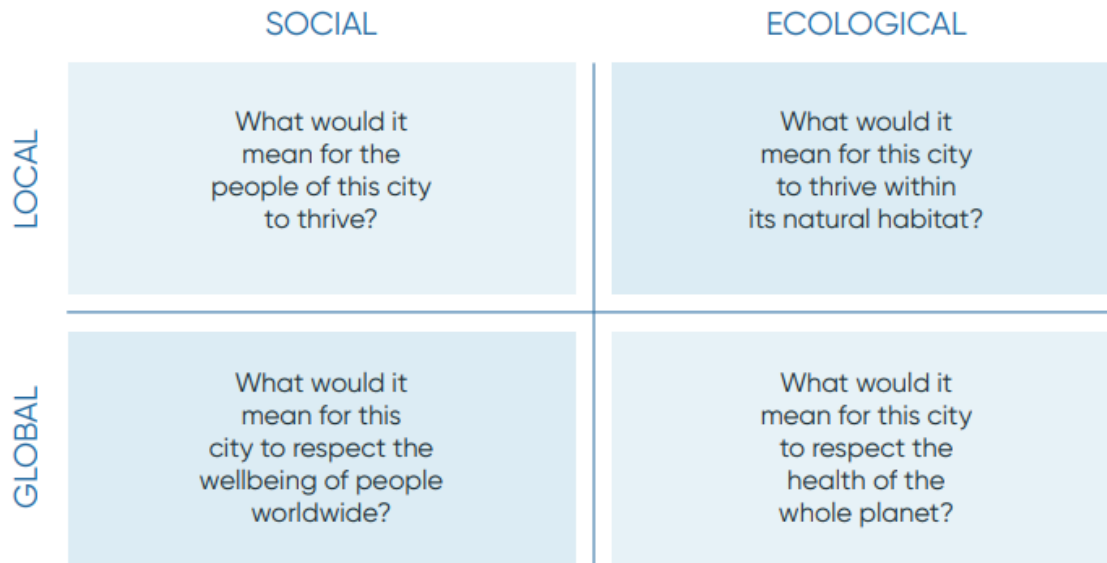 SOCIAL
ECOLOGICAL
LOCAL
What would it
mean for the
people of this city
to thrive?
What would it
mean for this city
to thrive within
its natural habitat?
GLOBAL
What would it
mean for this
city to respect the
wellbeing of people
worldwide?
What would it
mean for this city
to respect the
health of the
whole planet?